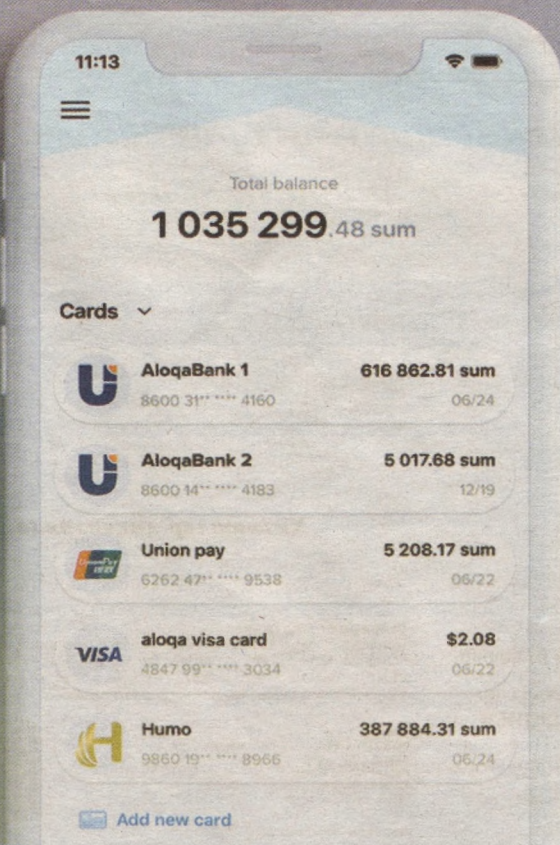 11:13
Total balance
1 035 299.48 sum
Cards
AloqaBank 1 616 862.81 sum
8600 31** **** 4160 06/24
AloqaBank 2 5 017.68 sum
8600 14** **** 4183 12/19
UnionPay
Union pay 5 208.17 sum
6262 47** **** 9538 06/22
VISA
aloqa visa card $2.08
4847 99** **** 3034 06/22
Humo 387 884.31 sum
9860 19** **** 8966 06/24
Add new card